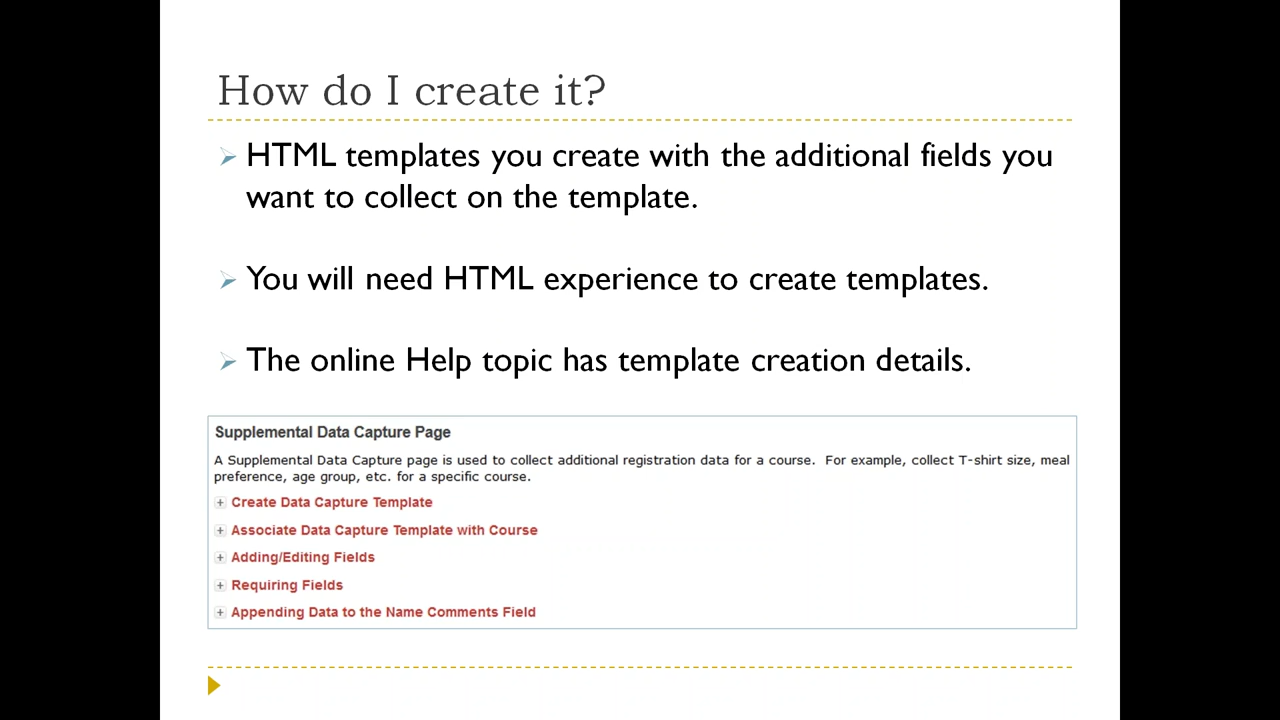 How do I create it?
HTML templates you create with the additional fields you
want to collect on the template.
You will need HTML experience to create templates.
The online Help topic has template creation details.
Supplemental Data Capture Page
A Supplemental Data Capture page is used to collect additional registration data for a course.  For example, collect T-shirt size, meal
preference, age group, etc. for a specific course.
Create Data Capture Template
Associate Data Capture Template with Course
Adding/Editing Fields
Requiring Fields
Appending Data to the Name Comments Field